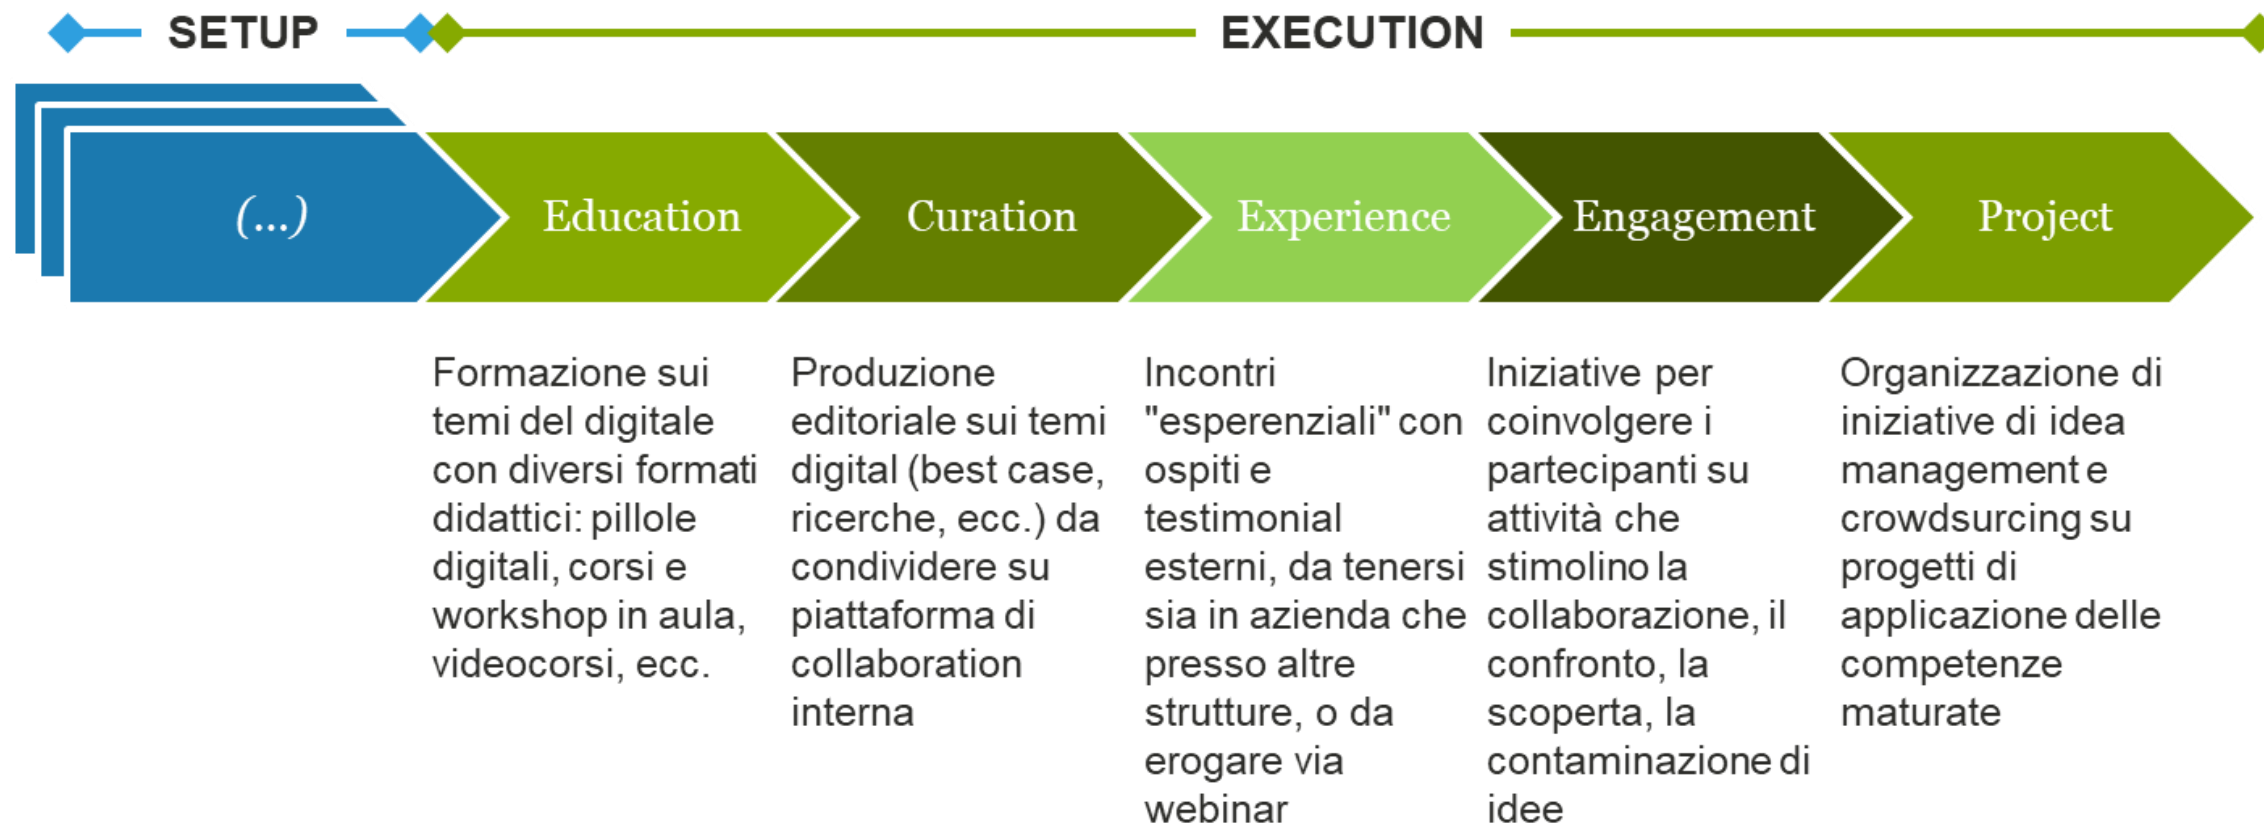 SETUP
EXECUTION
(...)
Education
Curation
Experience
Engagement
Project
Formazione sui
temi del digitale
con diversi formati
didattici: pillole
digitali, corsi e
workshop in aula,
videocorsi, ecc.
Produzione
editoriale sui temi
digital (best case,
ricerche, ecc.) da
condividere su
piattaforma di
collaboration
interna
Incontri
"esperenziali" con
ospiti e
testimonial
esterni, da tenersi
sia in azienda che
presso altre
strutture, o da
erogare via
webinar
Iniziative per
coinvolgere i
partecipanti su
attività che
stimolino la
collaborazione, il
confronto, la
scoperta, la
contaminazione di
idee
Organizzazione di
iniziative di idea
management e
crowdsurcing su
progetti di
applicazione delle
competenze
maturate